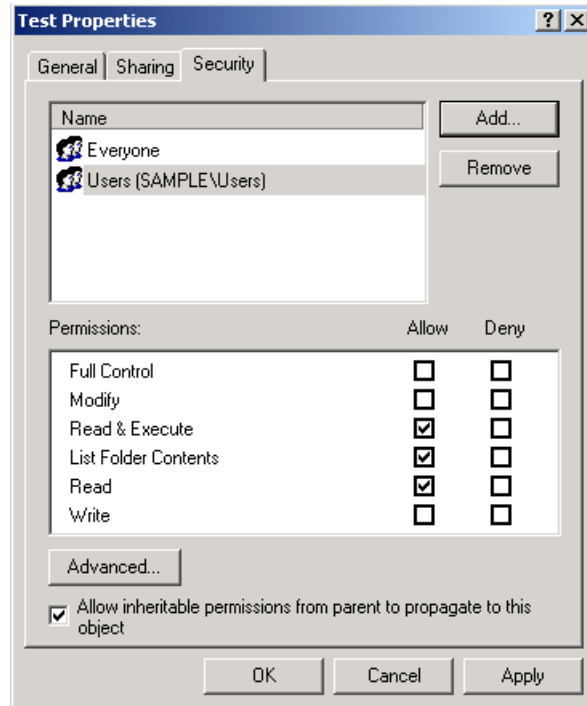 Test Properties
General Sharing Security
Name
Add...
Everyone
Remove
Users (SAMPLE\Users)
Permissions: Allow Deny
Full Control
Modify
Read & Execute
List Folder Contents
Read
Write
Advanced...
Allow inheritable permissions from parent to propagate to this
object
OK Cancel Apply